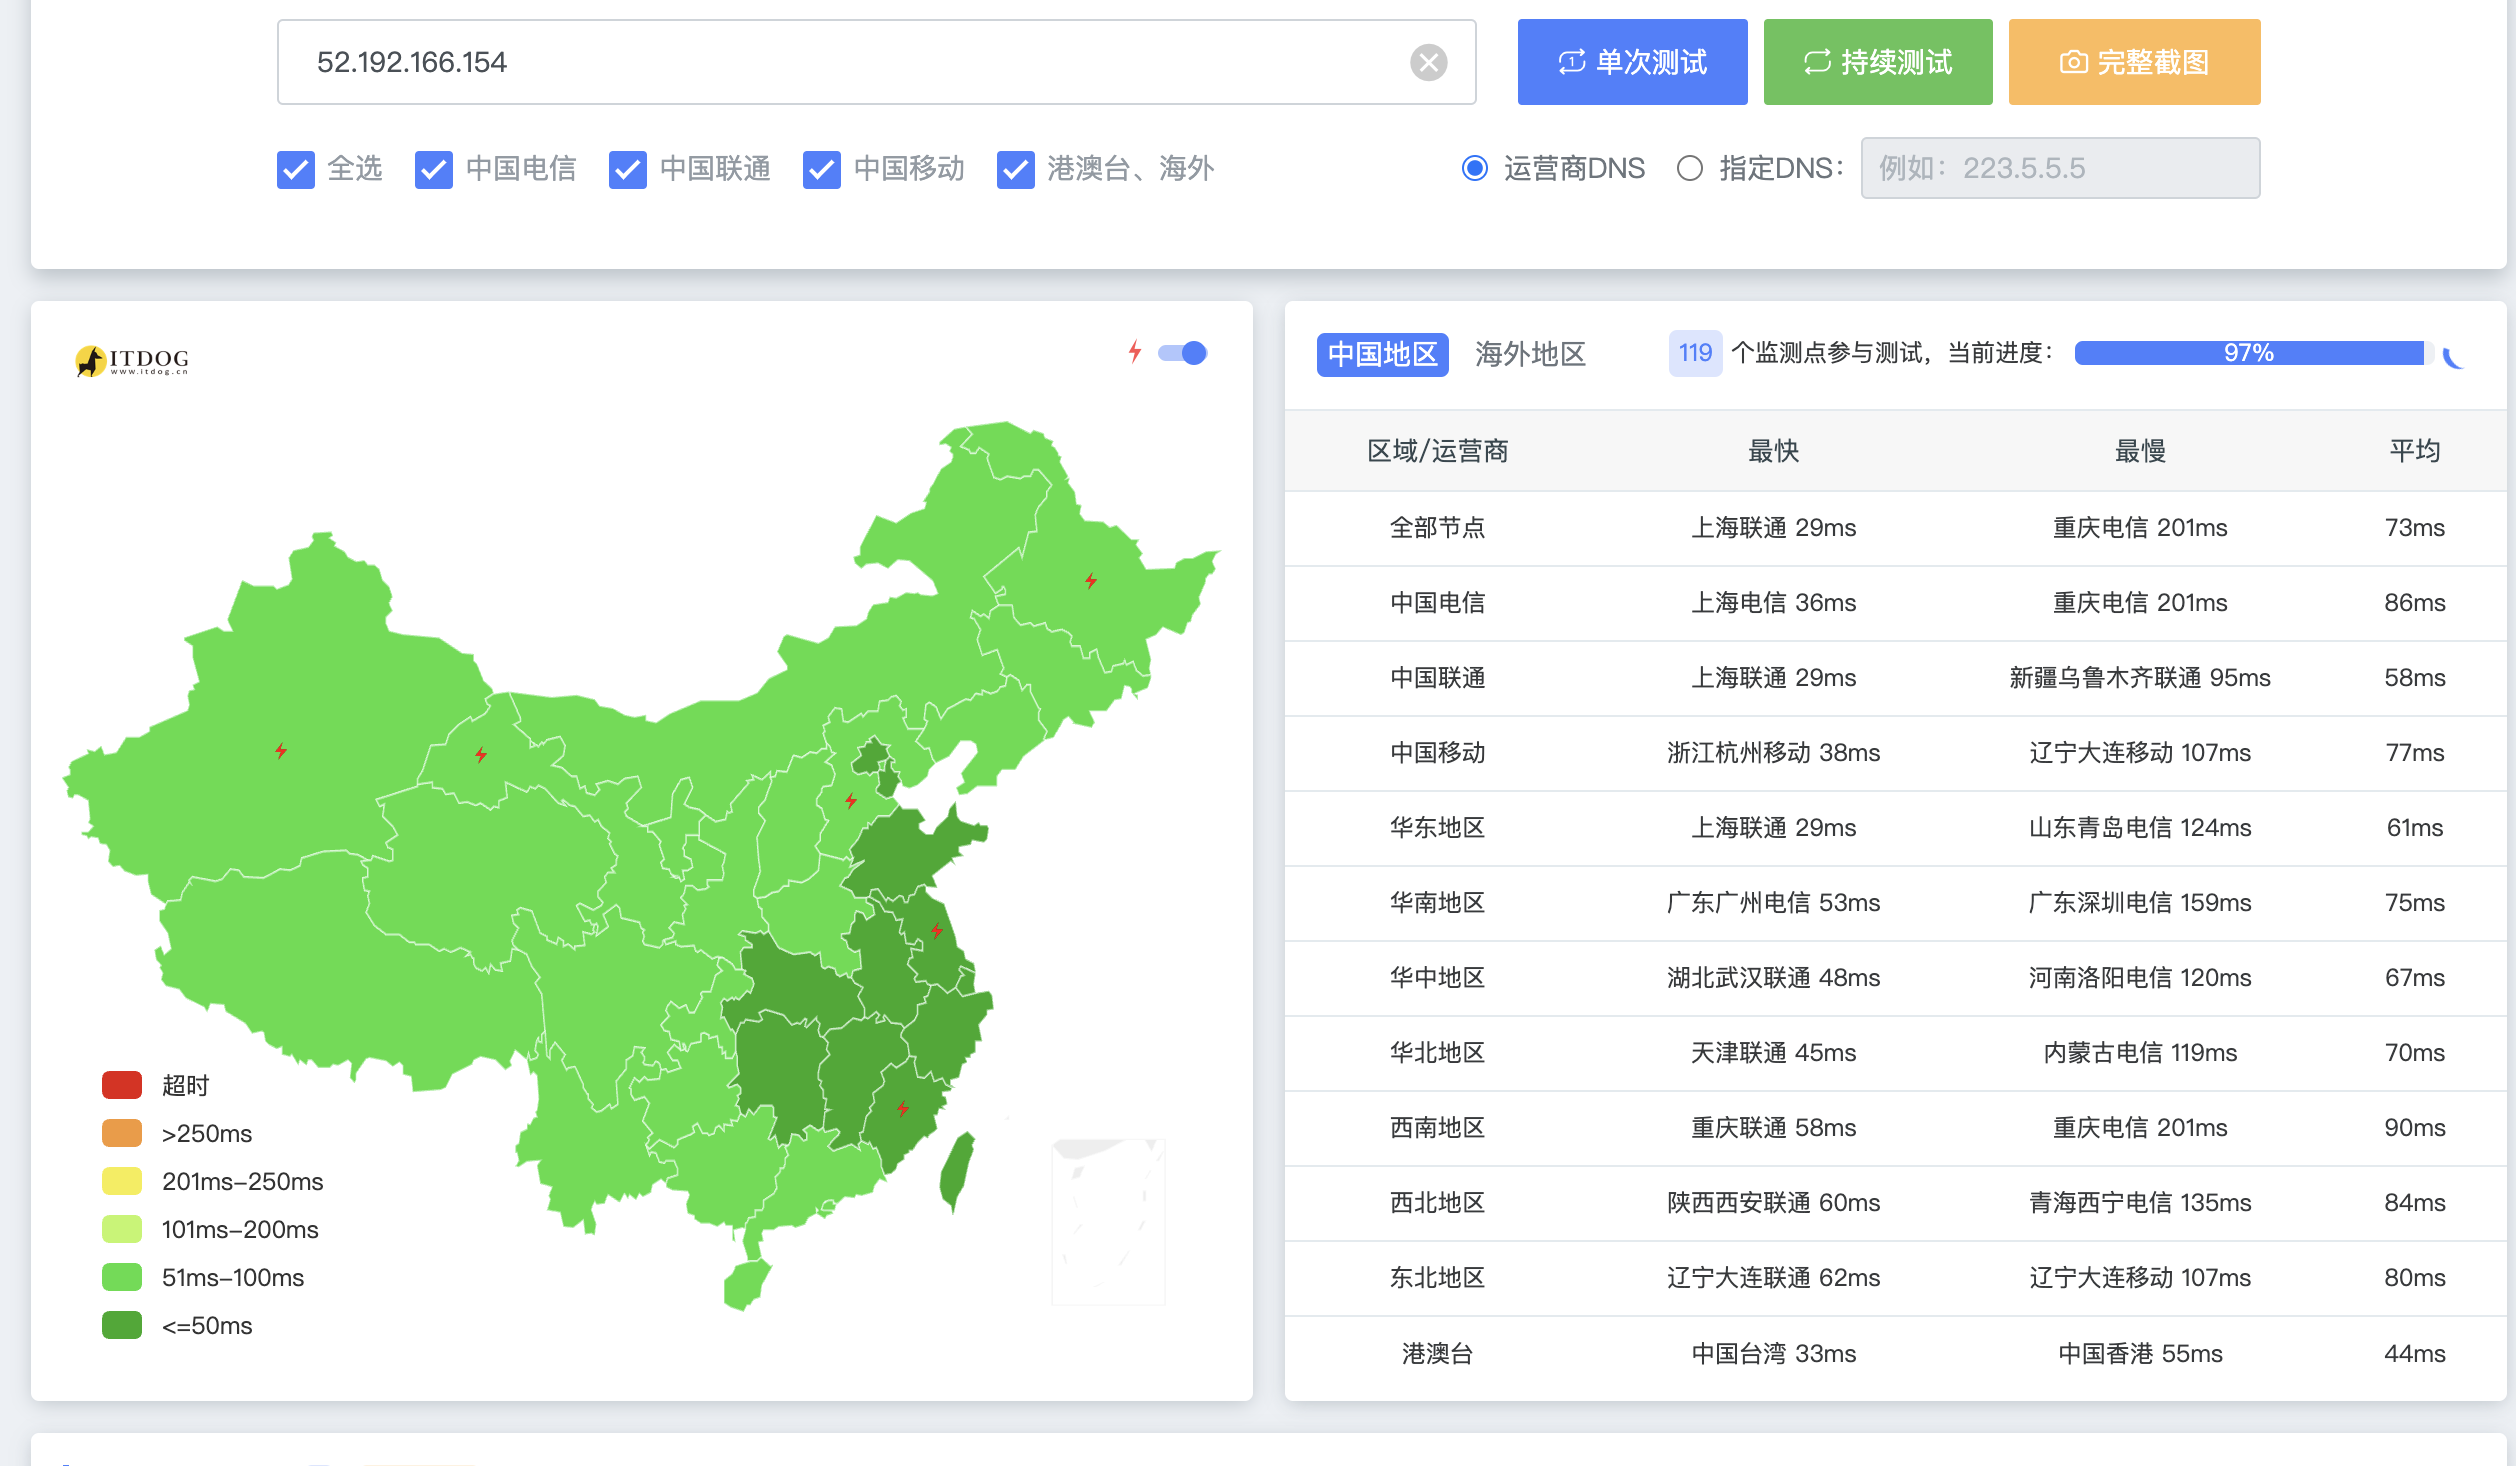 52.192.166.154
单次测试
持续测试
完整截图
全选 中国电信 中国联通 中国移动 港澳台、海外
运营商DNS 指定DNS： 例如：223.5.5.5
ITDOG
www.itdog.cn
超时
>250ms
201ms-250ms
101ms-200ms
51ms-100ms
<=50ms
中国地区 海外地区 119 个监测点参与测试，当前进度： 97%
区域/运营商 最快 最慢 平均
全部节点 上海联通 29ms 重庆电信 201ms 73ms
中国电信 上海电信 36ms 重庆电信 201ms 86ms
中国联通 上海联通 29ms 新疆乌鲁木齐联通 95ms 58ms
中国移动 浙江杭州移动 38ms 辽宁大连移动 107ms 77ms
华东地区 上海联通 29ms 山东青岛电信 124ms 61ms
华南地区 广东广州电信 53ms 广东深圳电信 159ms 75ms
华中地区 湖北武汉联通 48ms 河南洛阳电信 120ms 67ms
华北地区 天津联通 45ms 内蒙古电信 119ms 70ms
西南地区 重庆联通 58ms 重庆电信 201ms 90ms
西北地区 陕西西安联通 60ms 青海西宁电信 135ms 84ms
东北地区 辽宁大连联通 62ms 辽宁大连移动 107ms 80ms
港澳台 中国台湾 33ms 中国香港 55ms 44ms